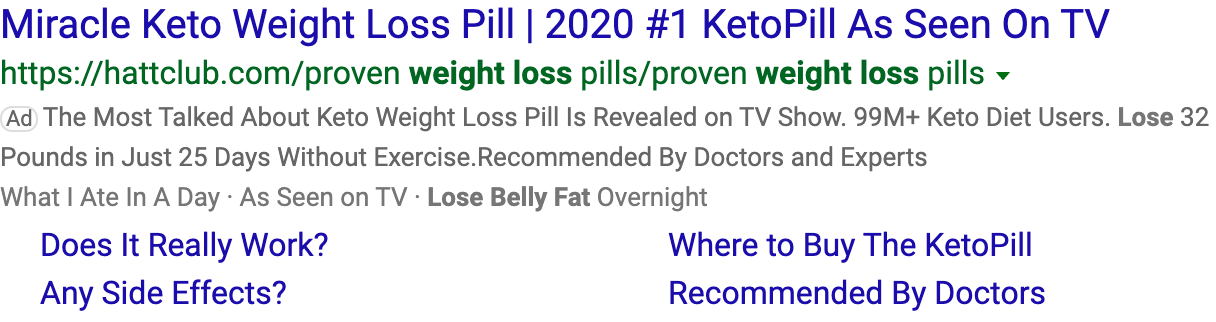 Miracle Keto Weight Loss Pill | 2020 #1 KetoPill As Seen On TV
https://hattclub.com/proven weight loss pills/proven weight loss pills
Ad The Most Talked About Keto Weight Loss Pill Is Revealed on TV Show. 99M+ Keto Diet Users. Lose 32
Pounds in Just 25 Days Without Exercise.Recommended By Doctors and Experts
What I Ate In A Day · As Seen on TV · Lose Belly Fat Overnight
Does It Really Work? Where to Buy The KetoPill
Any Side Effects? Recommended By Doctors